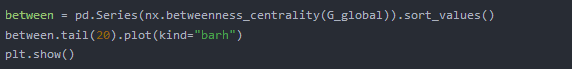 between = pd.Series(nx.betweenness_centrality(G_global)).sort_values()
between.tail(20).plot(kind="barh")
plt.show()